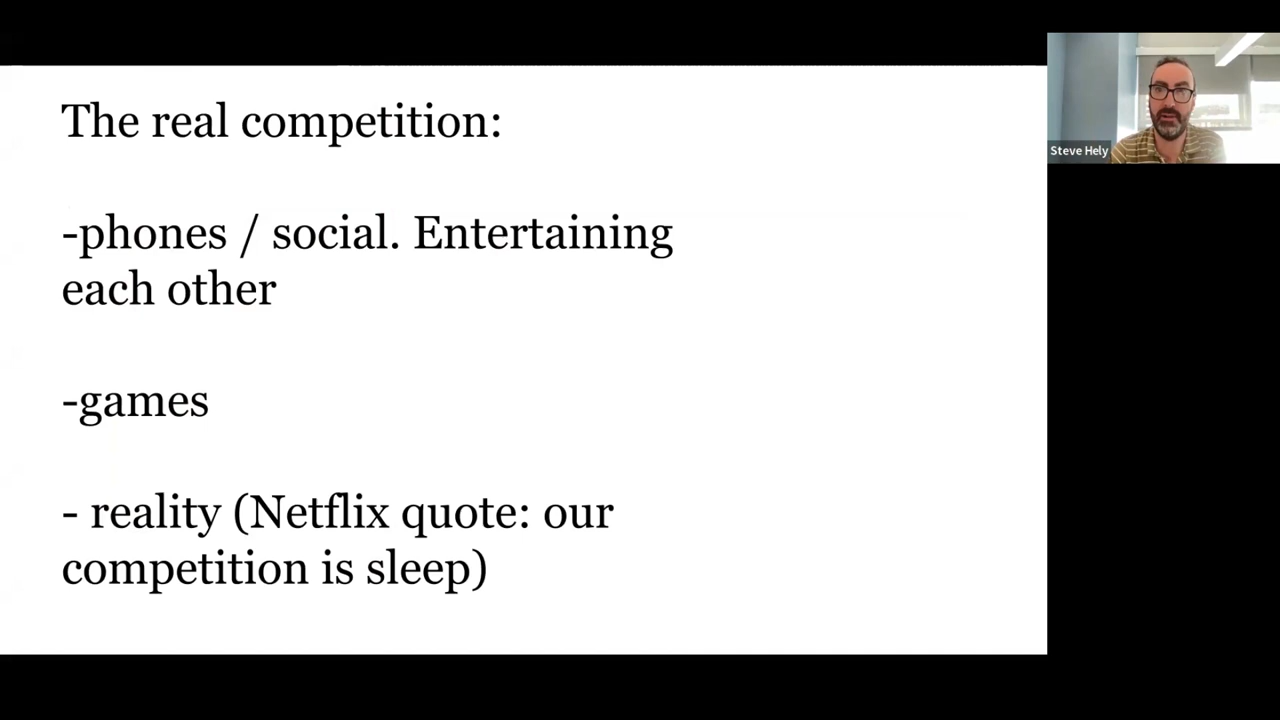 The real competition:
-phones / social. Entertaining
each other
-games
- reality (Netflix quote: our
competition is sleep)
Steve Hely